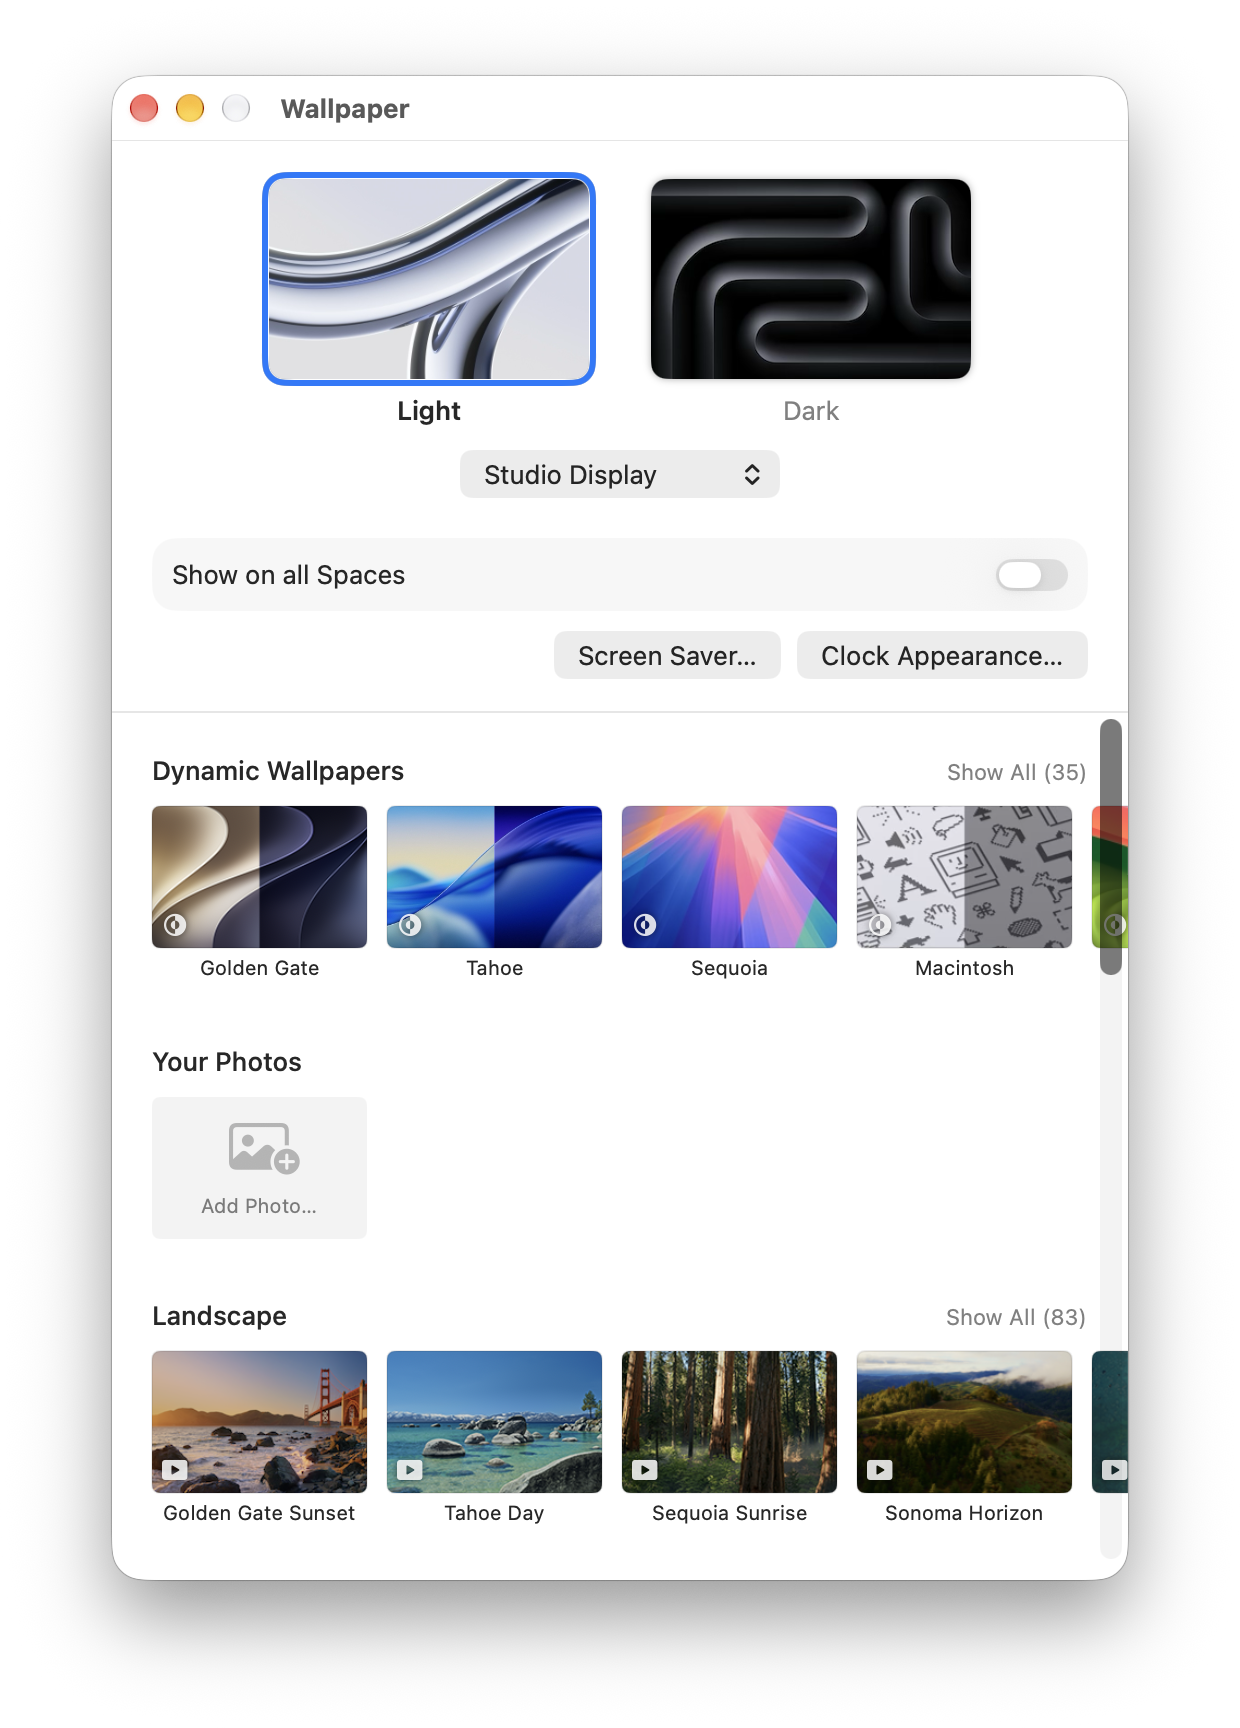 Wallpaper
Light
Dark
Studio Display
Show on all Spaces
Screen Saver...
Clock Appearance...
Dynamic Wallpapers
Show All (35)
Golden Gate
Tahoe
Sequoia
Macintosh
Your Photos
Add Photo...
Landscape
Show All (83)
Golden Gate Sunset
Tahoe Day
Sequoia Sunrise
Sonoma Horizon